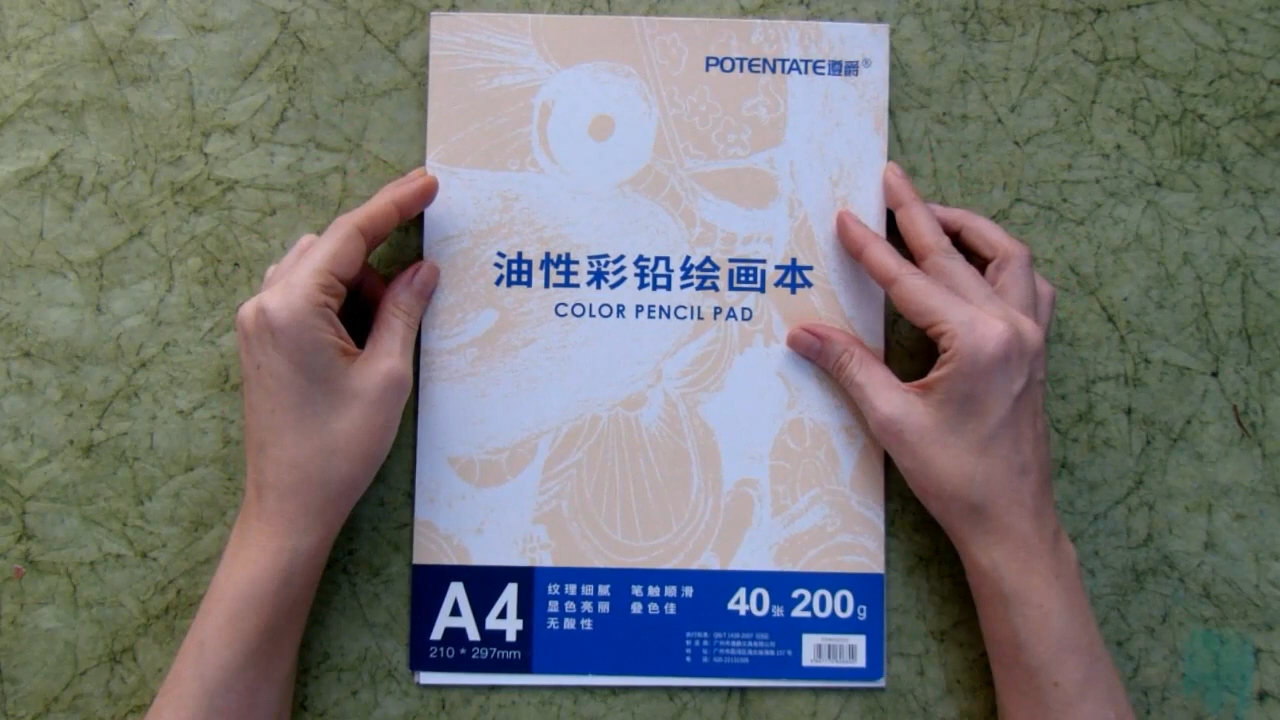 POTENTATE遵爵®
油性彩铅绘画本
COLOR PENCIL PAD
A4
210 * 297mm
纹理细腻 笔触顺滑
显色亮丽 叠色佳
无酸性
40张 200g